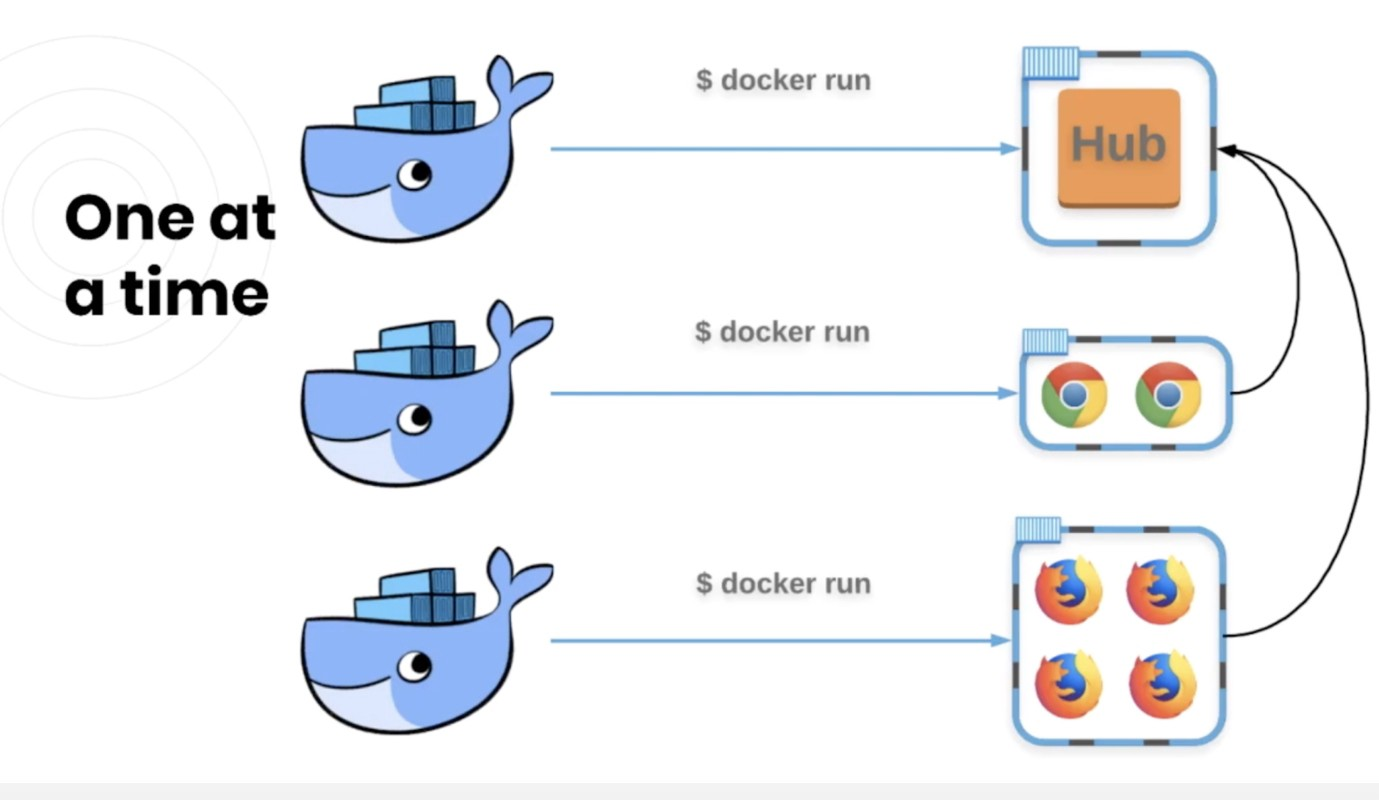 One at
a time
$ docker run
Hub
$ docker run
$ docker run